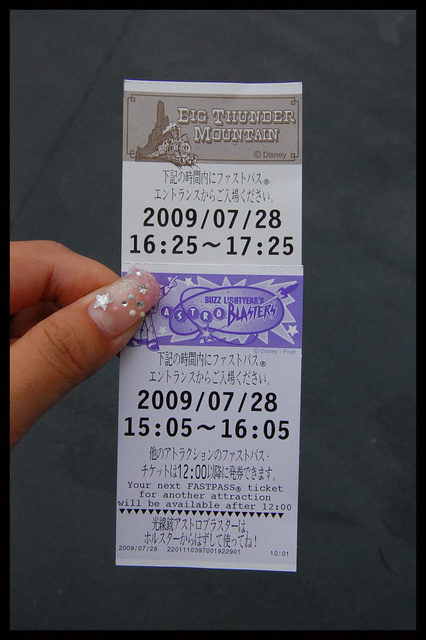 BIG THUNDER
MOUNTAIN
© Disney
下記の時間内にファストパス®
エントランスからご入場ください。
2009/07/28
16:25～17:25
BUZZ LIGHTYEAR'S
ASTRO BLASTERS
© Disney / Pixar
下記の時間内にファストパス®
エントランスからご入場ください。
2009/07/28
15:05～16:05
他のアトラクションのファストパス・
チケットは12:00以降に発券できます。
Your next FASTPASS® ticket
for another attraction
will be available after 12:00
光線銃アストロブラスターは、
ホルスターからはずして使ってね!
2009/07/28 2201110397001922901 10:01